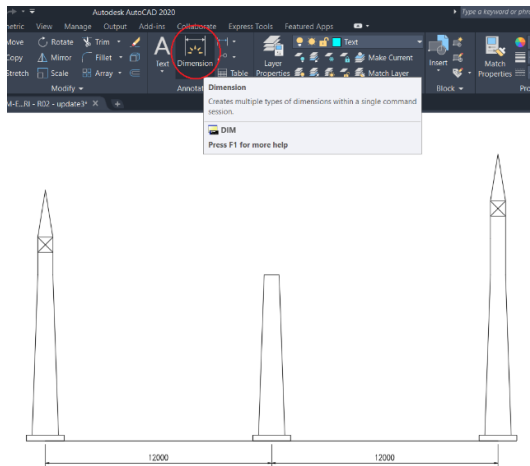 Autodesk AutoCAD 2020
Type a keyword or phra
metric View Manage Output Add-ins Collaborate Express Tools Featured Apps
Move Rotate Trim Text
Copy Mirror Fillet Text Dimension Layer Make Current Insert Match
Stretch Scale Array Table Properties Match Layer Properties
Modify Annotat Block Pro
M-E...RI - R02 - update3*
Dimension
Creates multiple types of dimensions within a single command
session.
DIM
Press F1 for more help
12000 12000